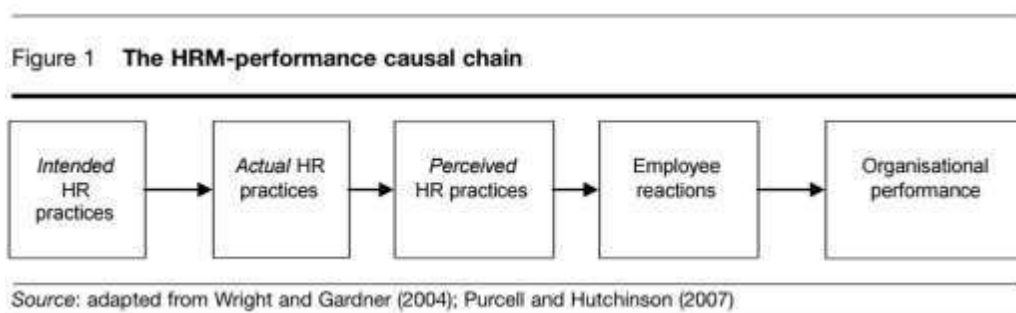 Figure 1 The HRM-performance causal chain
Intended
HR
practices
Actual HR
practices
Perceived
HR practices
Employee
reactions
Organisational
performance
Source: adapted from Wright and Gardner (2004); Purcell and Hutchinson (2007)